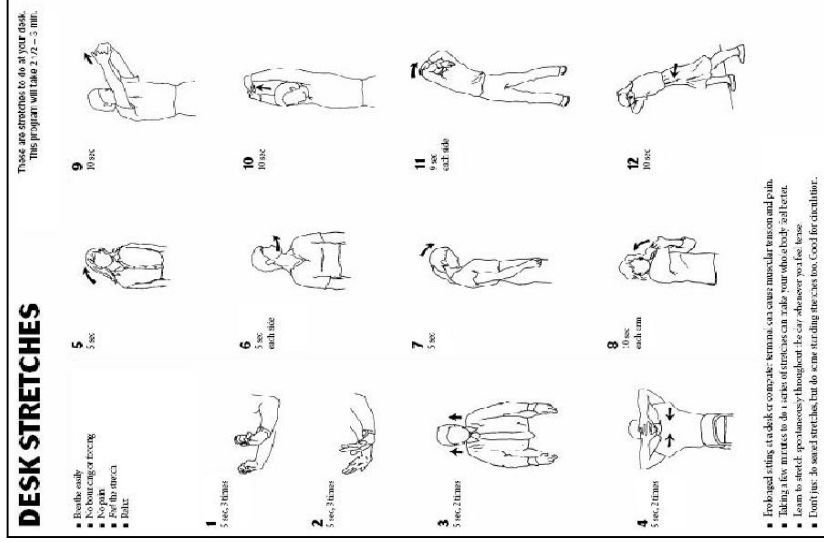 DESK STRETCHES
These are stretches to do at your desk.
This program will take 2 1/2 – 3 min.
■ Breathe easily
■ No bouncing or forcing
■ No pain
■ Feel the stretch
■ Relax
1
5 sec, 3 times
2
5 sec, 3 times
3
5 sec, 2 times
4
5 sec, 2 times
5
5 sec
6
5 sec
each side
7
5 sec
8
10 sec
each arm
9
10 sec
10
10 sec
11
9 sec
each side
12
10 sec
■ Prolonged sitting at a desk or computer terminal can cause muscular tension and pain.
■ Taking a few minutes to do a series of stretches can make your whole body feel better.
■ Learn to stretch spontaneously throughout the day whenever you feel tense.
■ Don't just do seated stretches, but do some standing stretches too. Good for circulation.